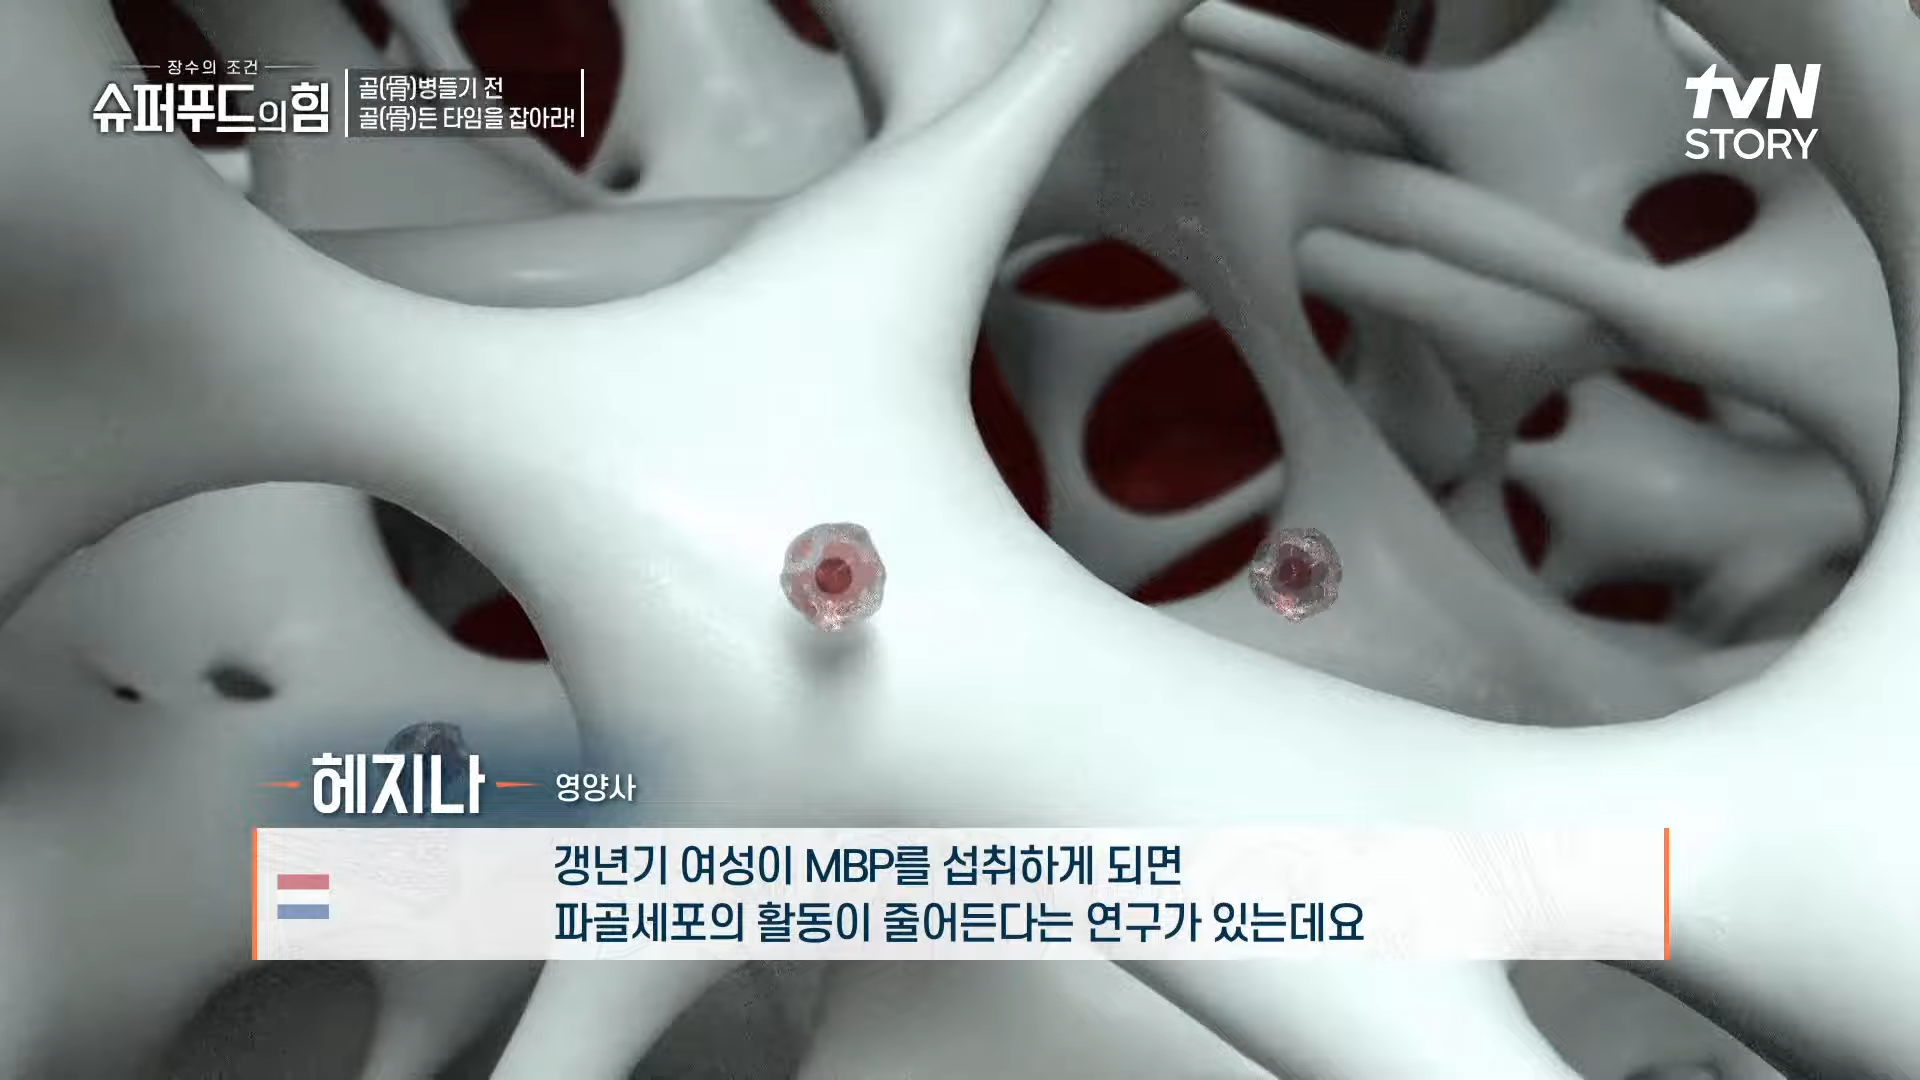 장수의 조건
슈퍼푸드의 힘
골(骨)병들기 전
골(骨)든 타임을 잡아라!
tvN
STORY
헤지나 영양사
갱년기 여성이 MBP를 섭취하게 되면
파골세포의 활동이 줄어든다는 연구가 있는데요